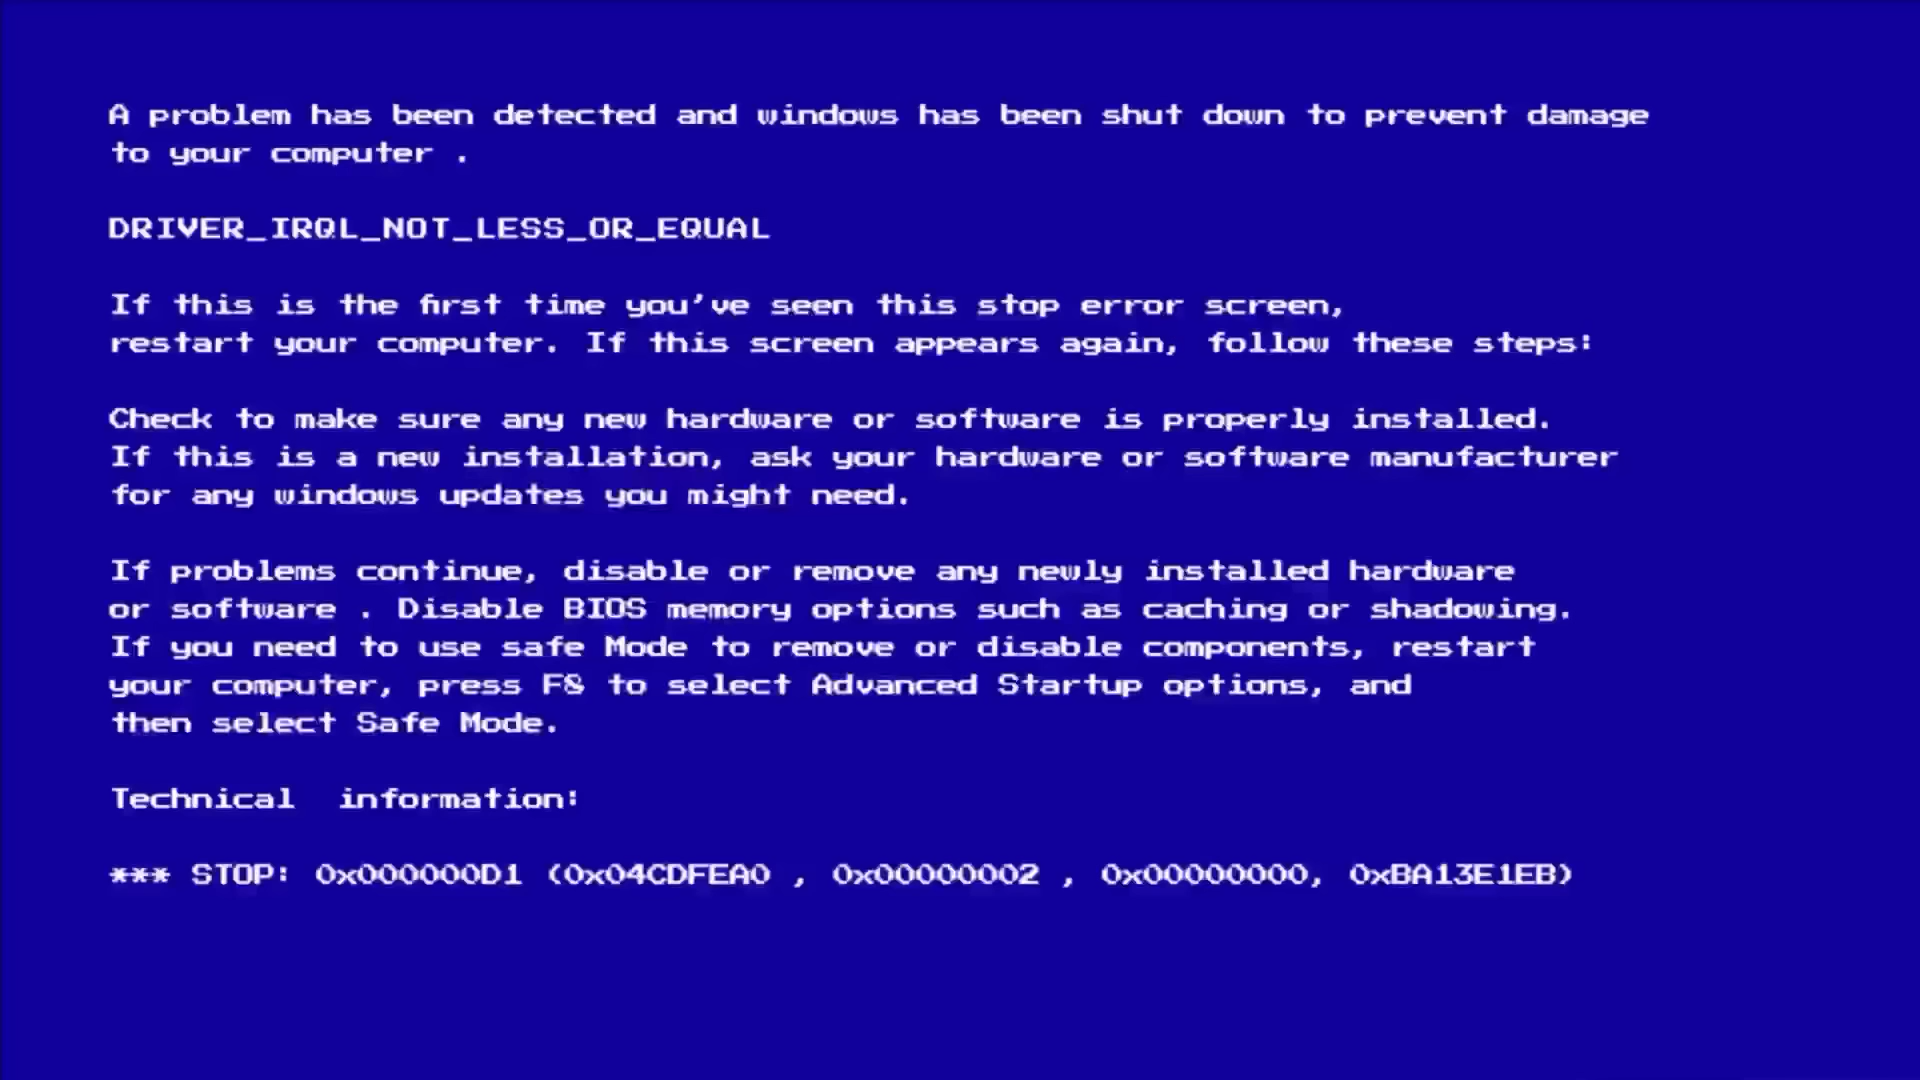 A problem has been detected and windows has been shut down to prevent damage
to your computer .
DRIVER_IRQL_NOT_LESS_OR_EQUAL
If this is the first time you've seen this stop error screen,
restart your computer. If this screen appears again, follow these steps:
Check to make sure any new hardware or software is properly installed.
If this is a new installation, ask your hardware or software manufacturer
for any windows updates you might need.
If problems continue, disable or remove any newly installed hardware
or software . Disable BIOS memory options such as caching or shadowing.
If you need to use safe Mode to remove or disable components, restart
your computer, press F& to select Advanced Startup options, and
then select Safe Mode.
Technical  information:
*** STOP: 0x000000D1 (0x04CDFEA0 , 0x00000002 , 0x00000000, 0xBA13E1EB)